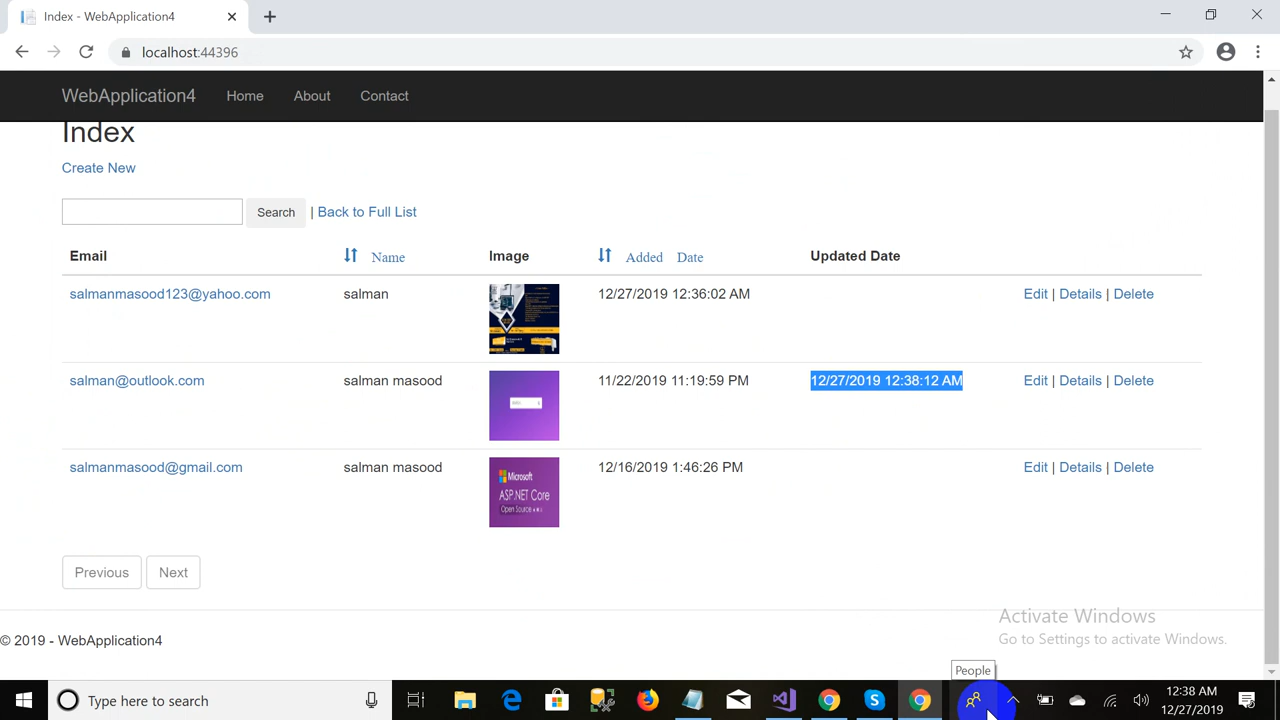 Index - WebApplication4
localhost:44396
WebApplication4 Home About Contact
Index
Create New
Search | Back to Full List
Email Name Image Added Date Updated Date
salmanmasood123@yahoo.com salman 12/27/2019 12:36:02 AM Edit | Details | Delete
salman@outlook.com salman masood 11/22/2019 11:19:59 PM 12/27/2019 12:38:12 AM Edit | Details | Delete
salmanmasood@gmail.com salman masood 12/16/2019 1:46:26 PM Edit | Details | Delete
Microsoft
ASP.NET Core
Open Source
Previous Next
Activate Windows
Go to Settings to activate Windows.
© 2019 - WebApplication4
People
Type here to search
12:38 AM
12/27/2019